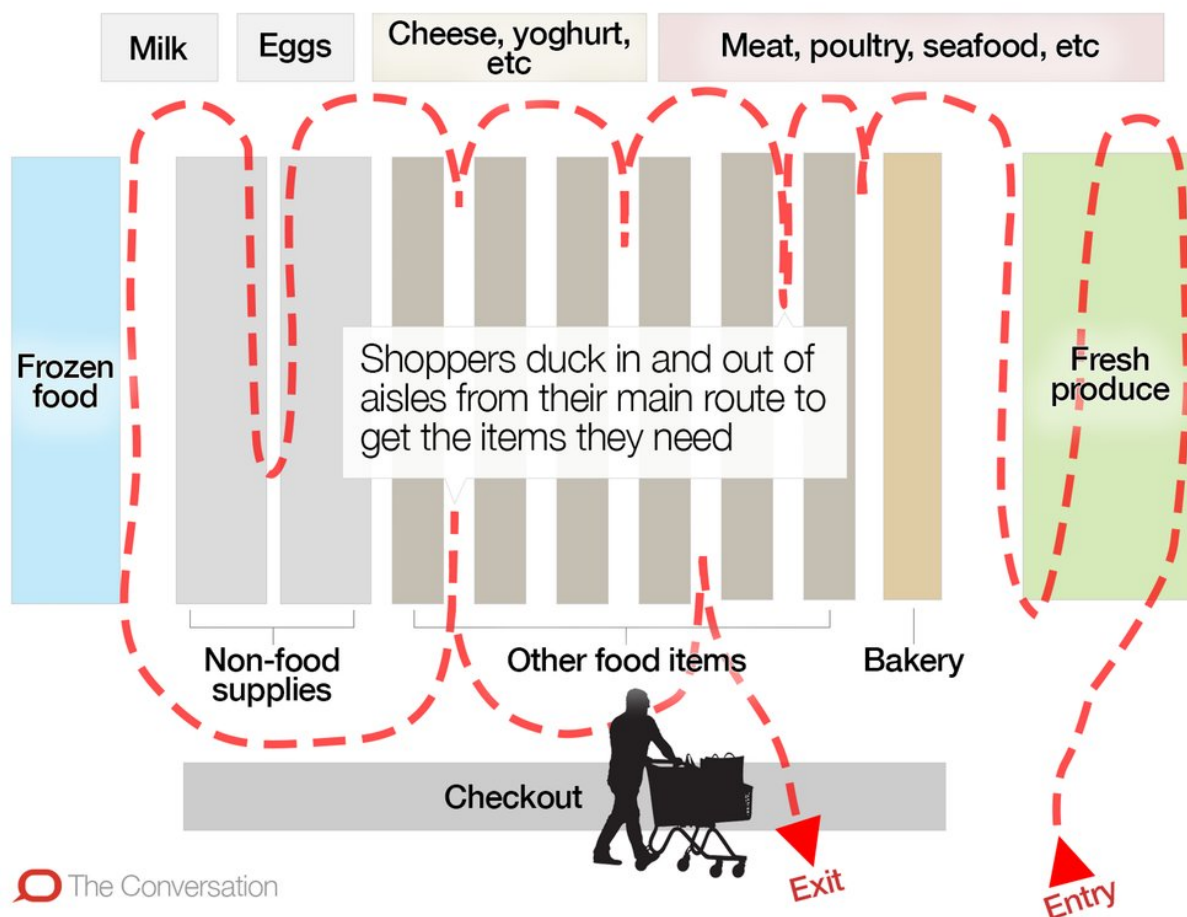 Milk
Eggs
Cheese, yoghurt,
etc
Meat, poultry, seafood, etc
Frozen
food
Shoppers duck in and out of
aisles from their main route to
get the items they need
Fresh
produce
Non-food
supplies
Other food items
Bakery
Checkout
Exit
Entry
The Conversation